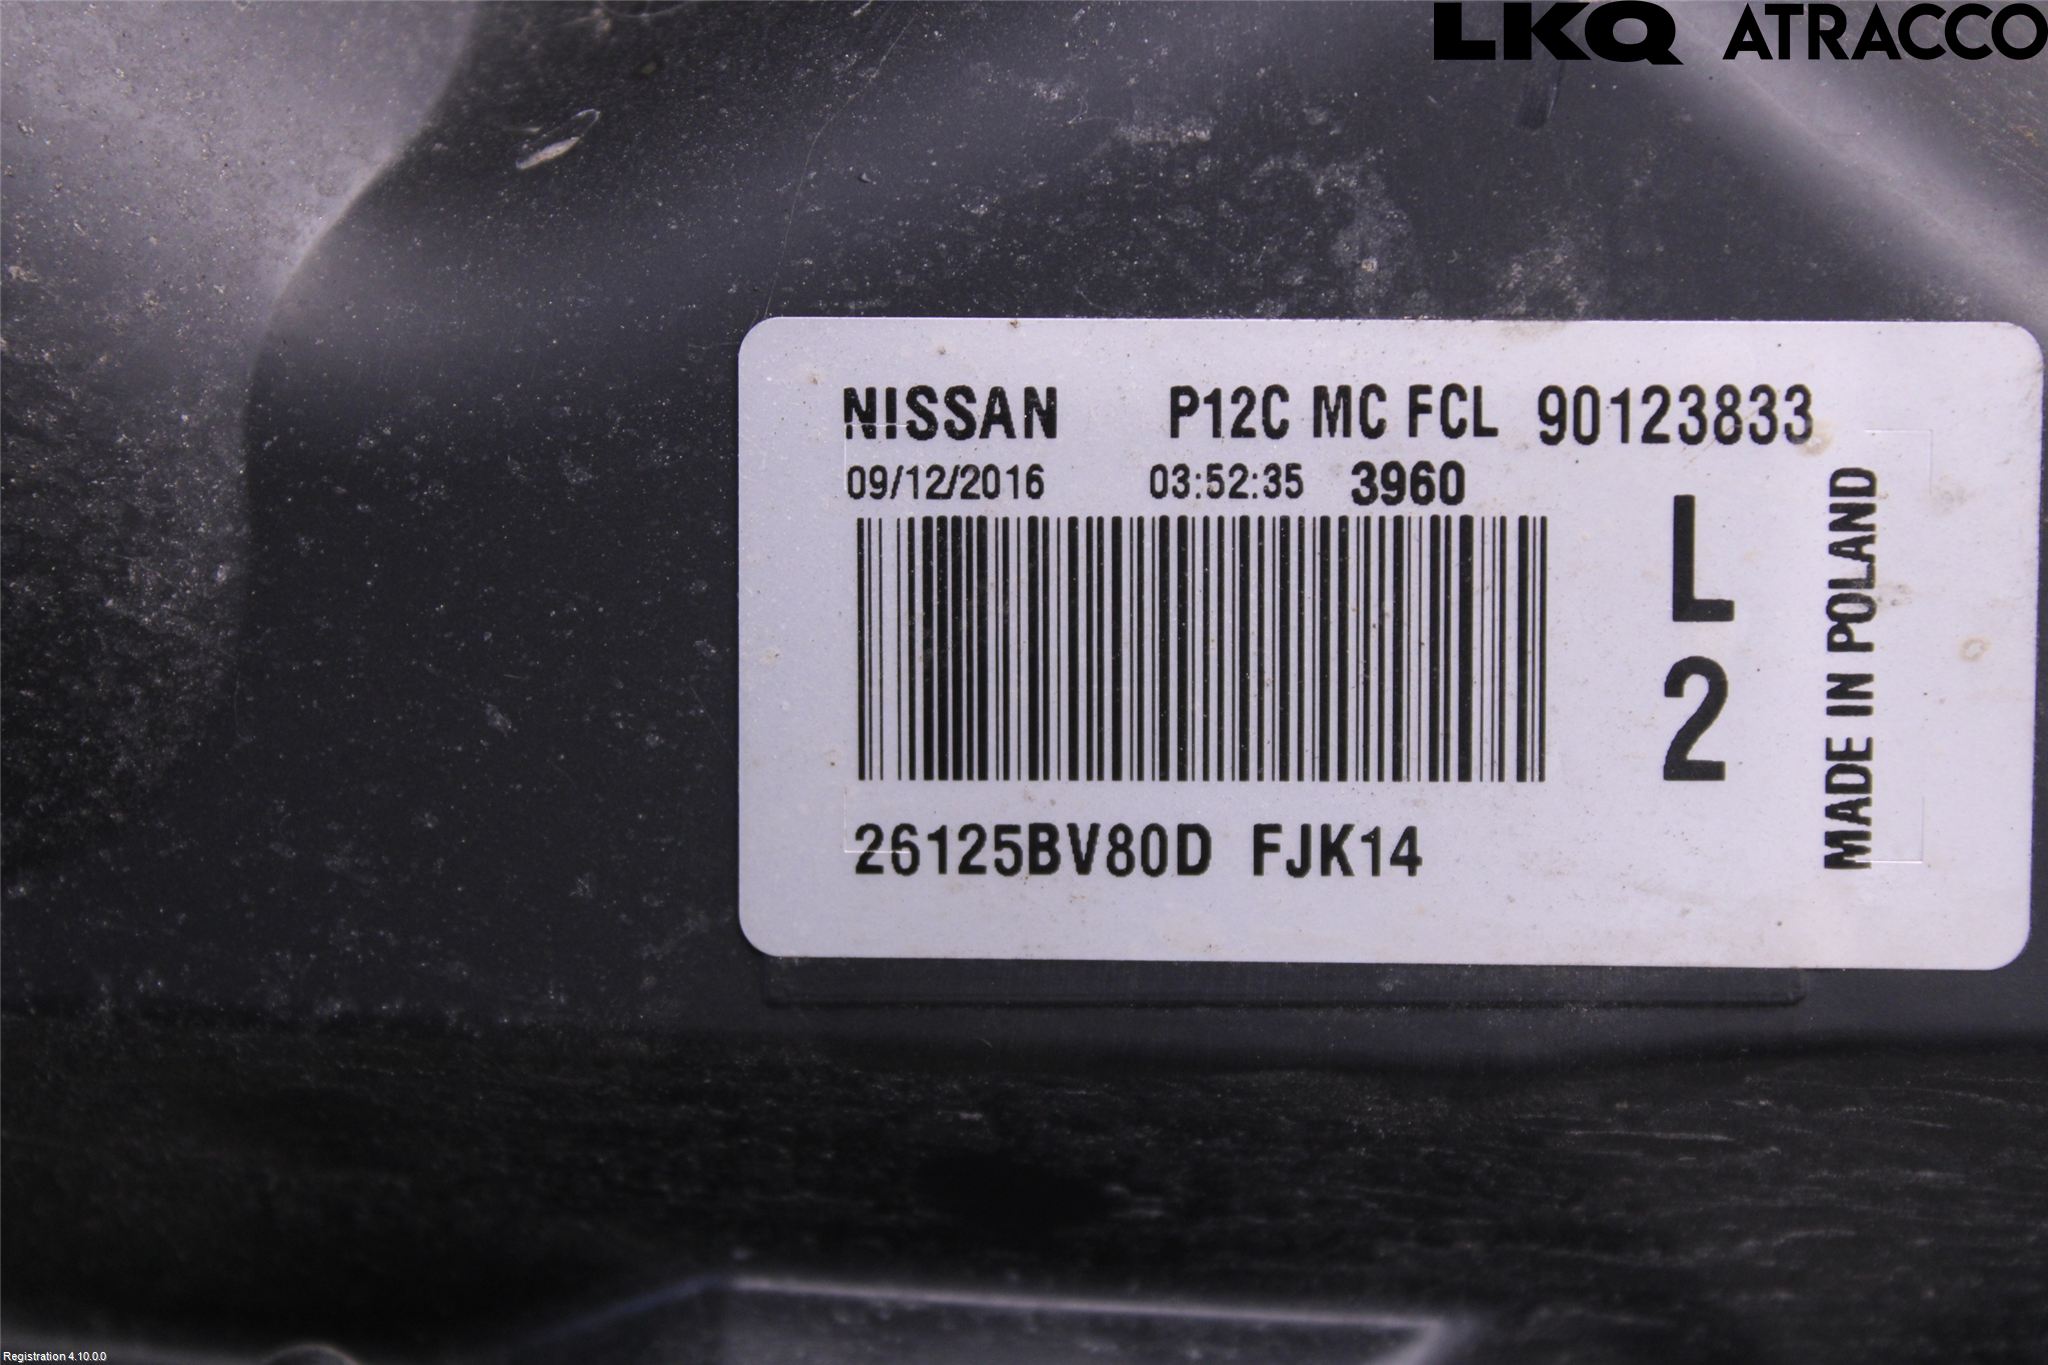 LKQ ATRACCO
NISSAN P12C MC FCL 90123833
09/12/2016 03:52:35 3960
L
2
MADE IN POLAND
26125BV80D FJK14
Registration 4.10.0.0